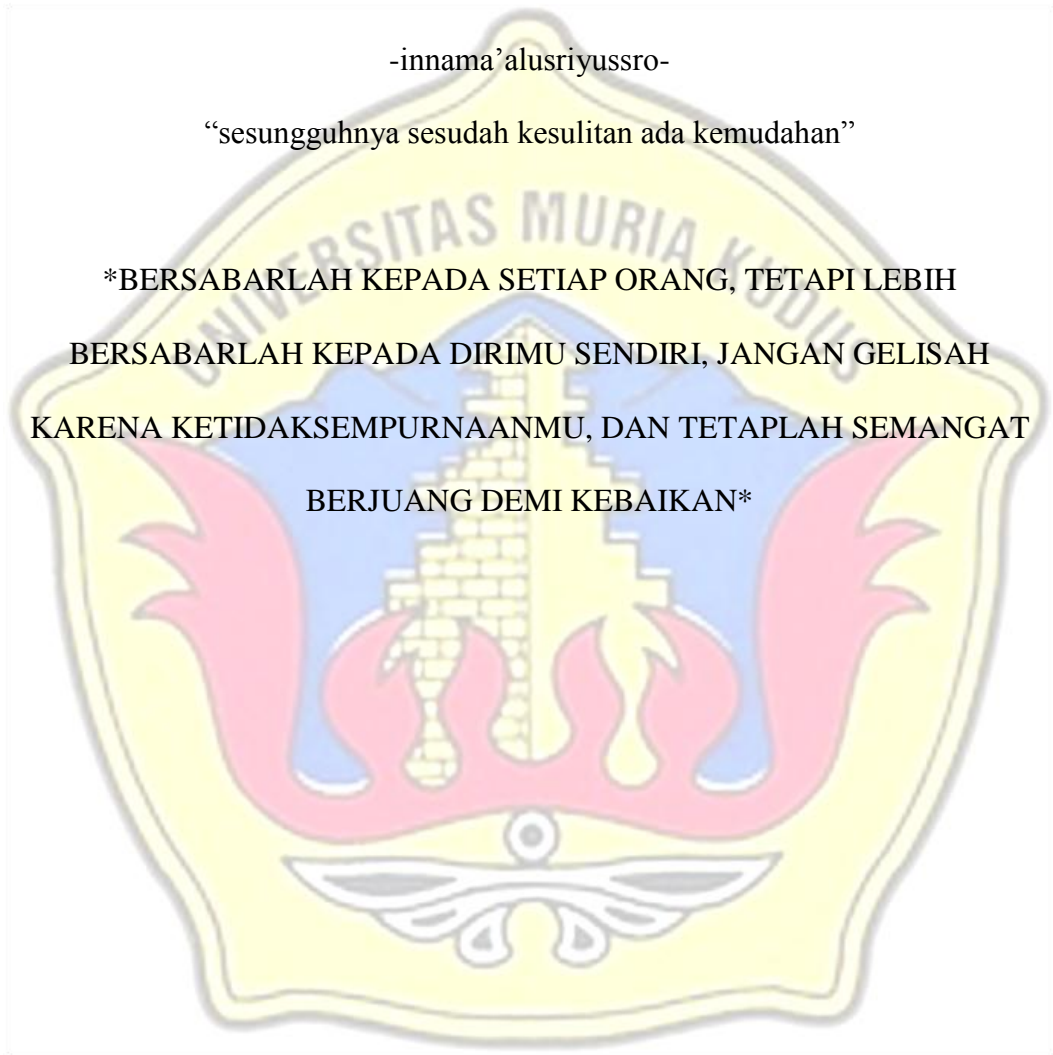 -innama’alusriyussro-
“sesungguhnya sesudah kesulitan ada kemudahan”
UNIVERSITAS MURIA KUDUS
*BERSABARLAH KEPADA SETIAP ORANG, TETAPI LEBIH
BERSABARLAH KEPADA DIRIMU SENDIRI, JANGAN GELISAH
KARENA KETIDAKSEMPURNAANMU, DAN TETAPLAH SEMANGAT
BERJUANG DEMI KEBAIKAN*